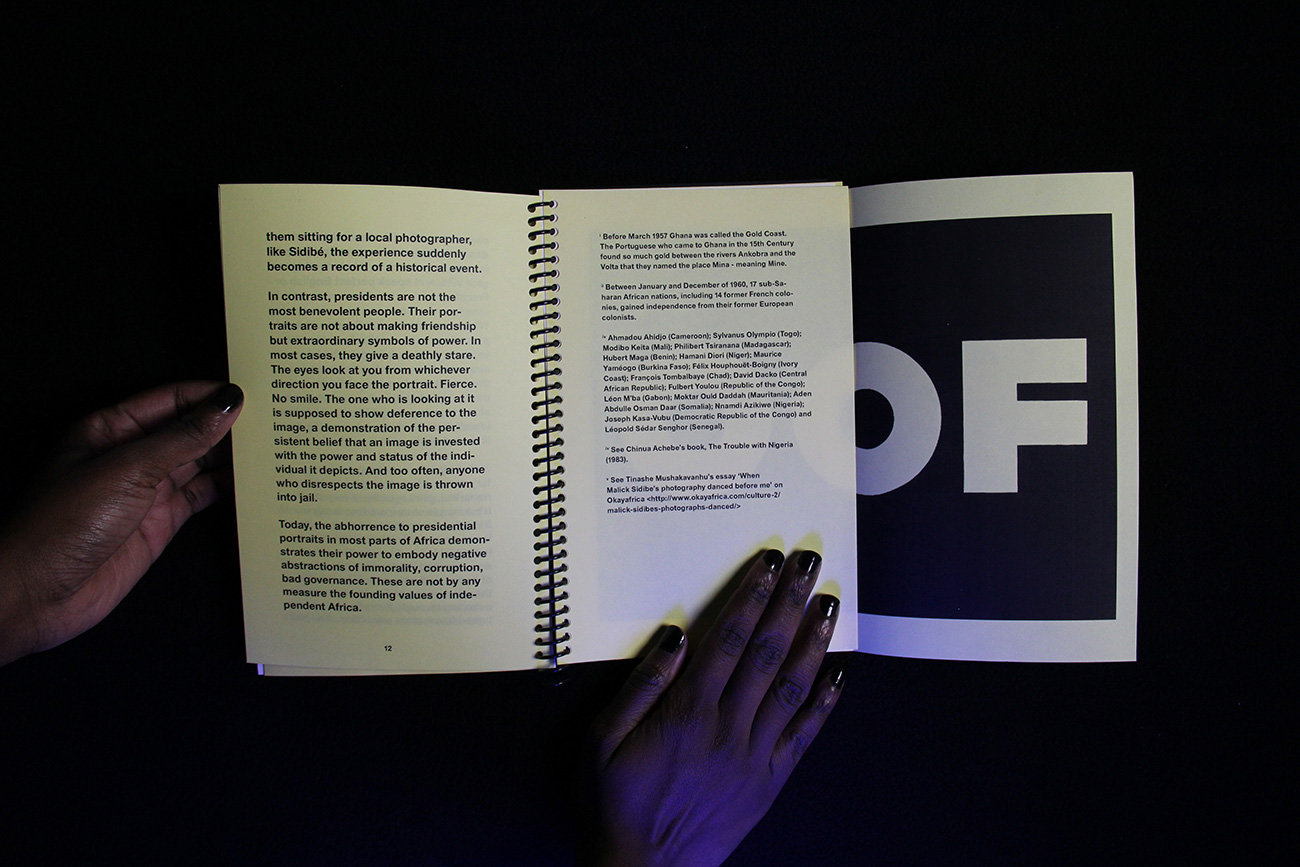 them sitting for a local photographer,
like Sidibé, the experience suddenly
becomes a record of a historical event.
In contrast, presidents are not the
most benevolent people. Their por-
traits are not about making friendship
but extraordinary symbols of power. In
most cases, they give a deathly stare.
The eyes look at you from whichever
direction you face the portrait. Fierce.
No smile. The one who is looking at it
is supposed to show deference to the
image, a demonstration of the per-
sistent belief that an image is invested
with the power and status of the indi-
vidual it depicts. And too often, anyone
who disrespects the image is thrown
into jail.
Today, the abhorrence to presidential
portraits in most parts of Africa demon-
strates their power to embody negative
abstractions of immorality, corruption,
bad governance. These are not by any
measure the founding values of inde-
pendent Africa.
12
Before March 1957 Ghana was called the Gold Coast.
The Portuguese who came to Ghana in the 15th Century
found so much gold between the rivers Ankobra and the
Volta that they named the place Mina - meaning Mine.
Between January and December of 1960, 17 sub-Sa-
haran African nations, including 14 former French colo-
nies, gained independence from their former European
colonists.
Ahmadou Ahidjo (Cameroon); Sylvanus Olympio (Togo);
Modibo Keita (Mali); Philibert Tsiranana (Madagascar);
Hubert Maga (Benin); Hamani Diori (Niger); Maurice
Yaméogo (Burkina Faso); Félix Houphouët-Boigny (Ivory
Coast); François Tombalbaye (Chad); David Dacko (Central
African Republic); Fulbert Youlou (Republic of the Congo);
Léon M'ba (Gabon); Moktar Ould Daddah (Mauritania); Aden
Abdulle Osman Daar (Somalia); Nnamdi Azikiwe (Nigeria);
Joseph Kasa-Vubu (Democratic Republic of the Congo) and
Léopold Sédar Senghor (Senegal).
See Chinua Achebe's book, The Trouble with Nigeria
(1983).
See Tinashe Mushakavanhu's essay ‘When
Malick Sidibe's photography danced before me' on
Okayafrica <http://www.okayafrica.com/culture-2/
malick-sidibes-photographs-danced/>
OF